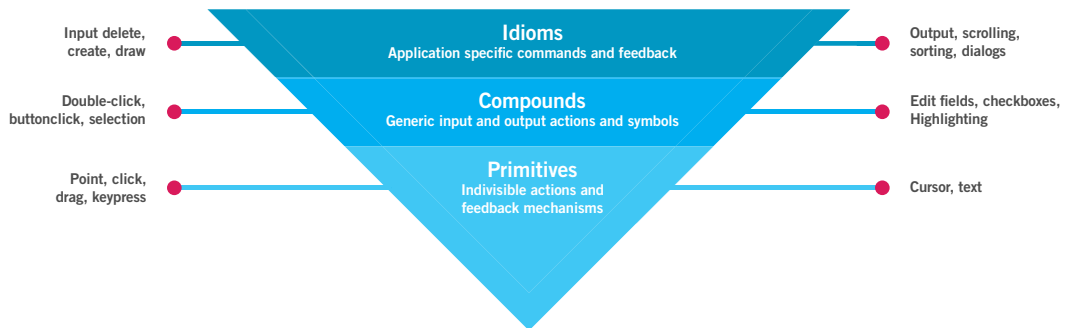 Input delete,
create, draw
Idioms
Application specific commands and feedback
Output, scrolling,
sorting, dialogs
Double-click,
buttonclick, selection
Compounds
Generic input and output actions and symbols
Edit fields, checkboxes,
Highlighting
Point, click,
drag, keypress
Primitives
Indivisible actions and
feedback mechanisms
Cursor, text